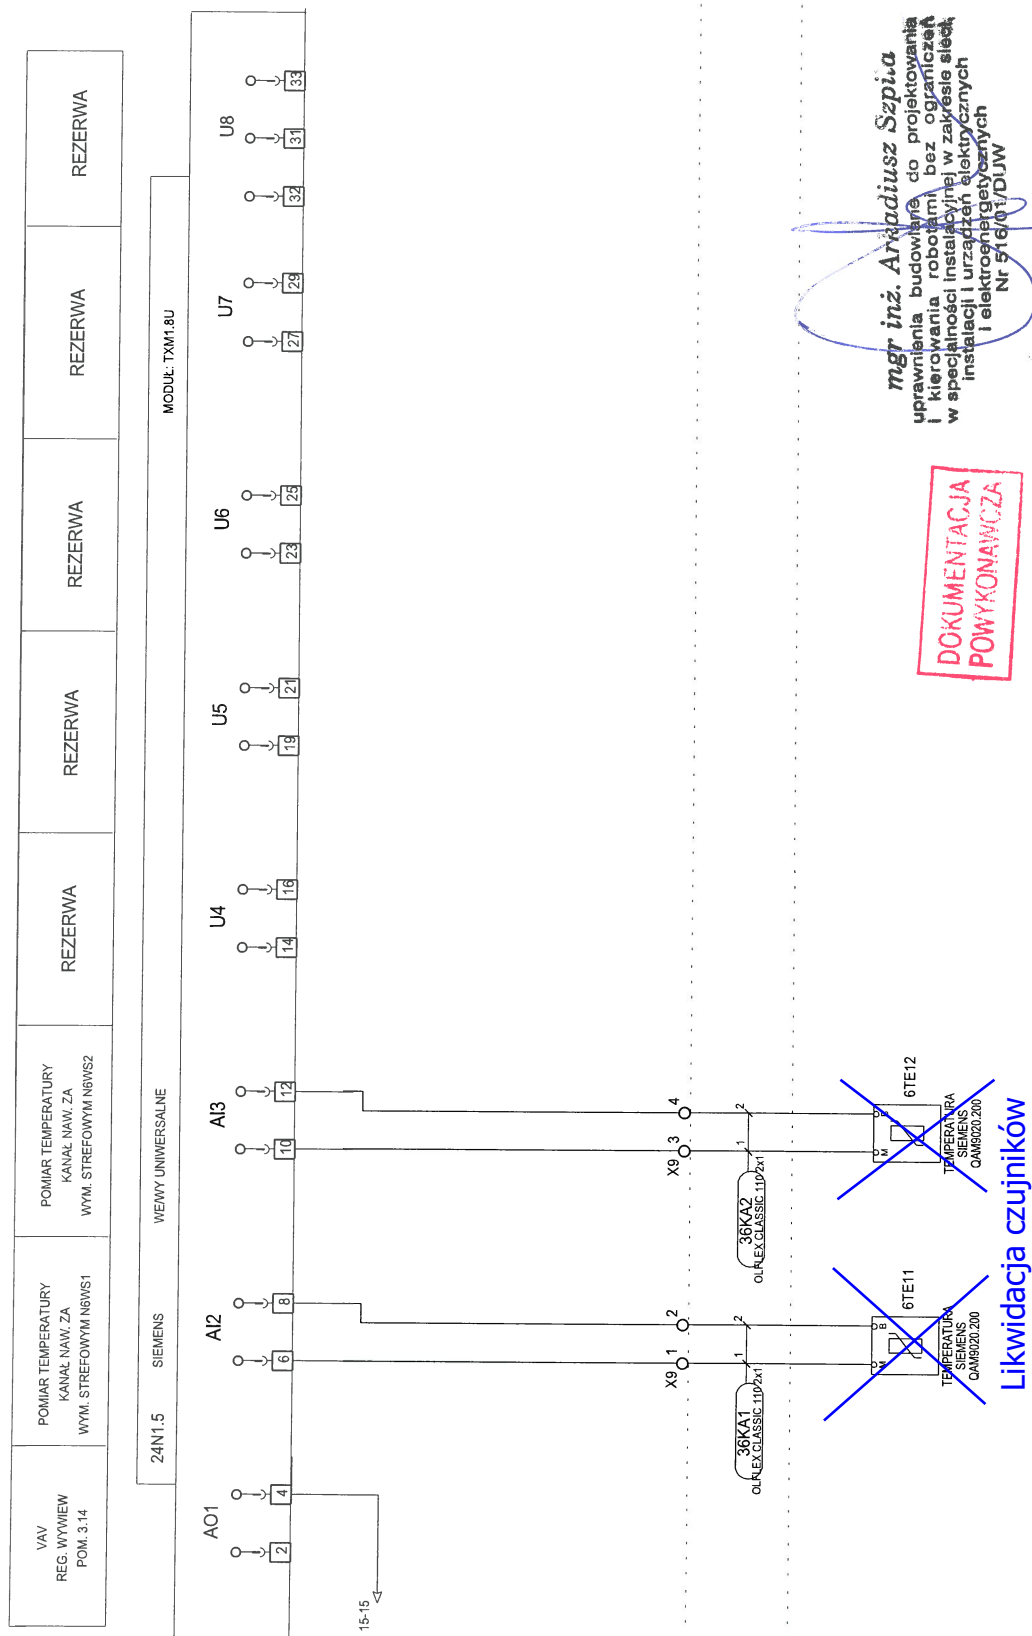 VAV
REG. WYWIEW
POM. 3.14
POMIAR TEMPERATURY
KANAŁ NAW. ZA
WYM. STREFOWYM N6WS1
POMIAR TEMPERATURY
KANAŁ NAW. ZA
WYM. STREFOWYM N6WS2
REZERWA
REZERWA
REZERWA
REZERWA
REZERWA
24N1.5 SIEMENS WE/WY UNIWERSALNE MODUŁ: TXM1.8U
AO1 AI2 AI3 U4 U5 U6 U7 U8
2 4 6 8 10 12 14 16 19 21 23 25 27 29 32 31 33
15-15
X9 1 2 X9 3 4
1 2 1 2
36KA1
OLFLEX CLASSIC 110 2x1
36KA2
OLFLEX CLASSIC 110 2x1
M B
6TE11
TEMPERATURA
SIEMENS
QAM9020.200
M B
6TE12
TEMPERATURA
SIEMENS
QAM9020.200
Likwidacja czujników
DOKUMENTACJA
POWYKONAWCZA
mgr inż. Arkadiusz Szpila
uprawnienia budowlane do projektowania
i kierowania robotami bez ograniczeń
w specjalności instalacyjnej w zakresie sieci,
instalacji i urządzeń elektrycznych
i elektroenergetycznych
Nr 516/01/DUW